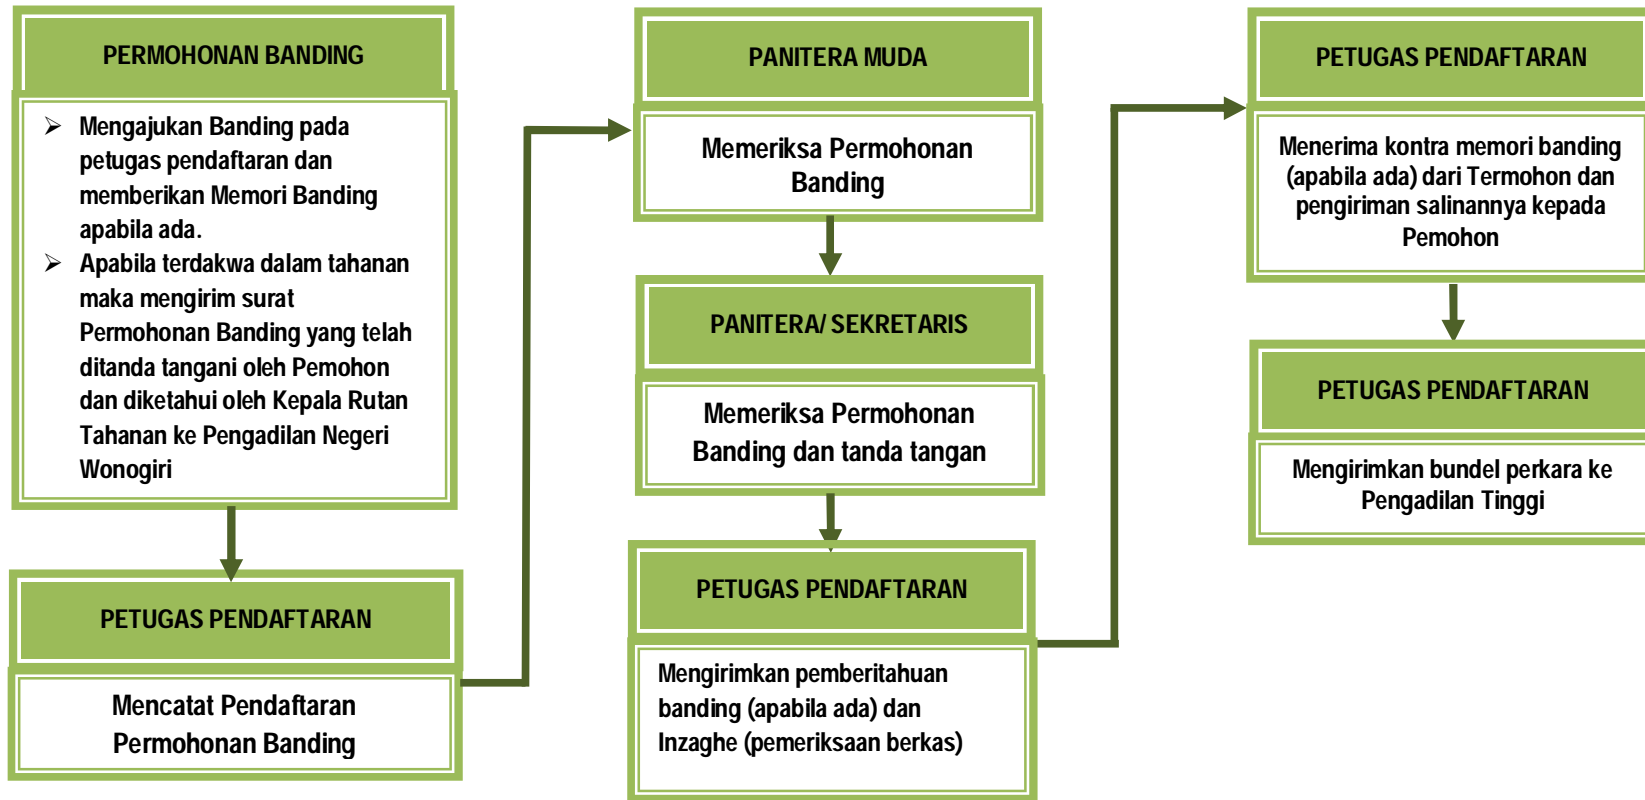 PERMOHONAN BANDING
➢ Mengajukan Banding pada
petugas pendaftaran dan
memberikan Memori Banding
apabila ada.
➢ Apabila terdakwa dalam tahanan
maka mengirim surat
Permohonan Banding yang telah
ditanda tangani oleh Pemohon
dan diketahui oleh Kepala Rutan
Tahanan ke Pengadilan Negeri
Wonogiri
PETUGAS PENDAFTARAN
Mencatat Pendaftaran
Permohonan Banding
PANITERA MUDA
Memeriksa Permohonan
Banding
PANITERA/ SEKRETARIS
Memeriksa Permohonan
Banding dan tanda tangan
PETUGAS PENDAFTARAN
Mengirimkan pemberitahuan
banding (apabila ada) dan
Inzaghe (pemeriksaan berkas)
PETUGAS PENDAFTARAN
Menerima kontra memori banding
(apabila ada) dari Termohon dan
pengiriman salinannya kepada
Pemohon
PETUGAS PENDAFTARAN
Mengirimkan bundel perkara ke
Pengadilan Tinggi